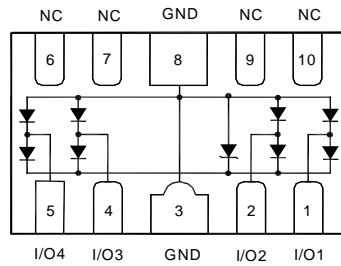 NC NC GND NC NC
6 7 8 9 10
5 4 3 2 1
I/O4 I/O3 GND I/O2 I/O1